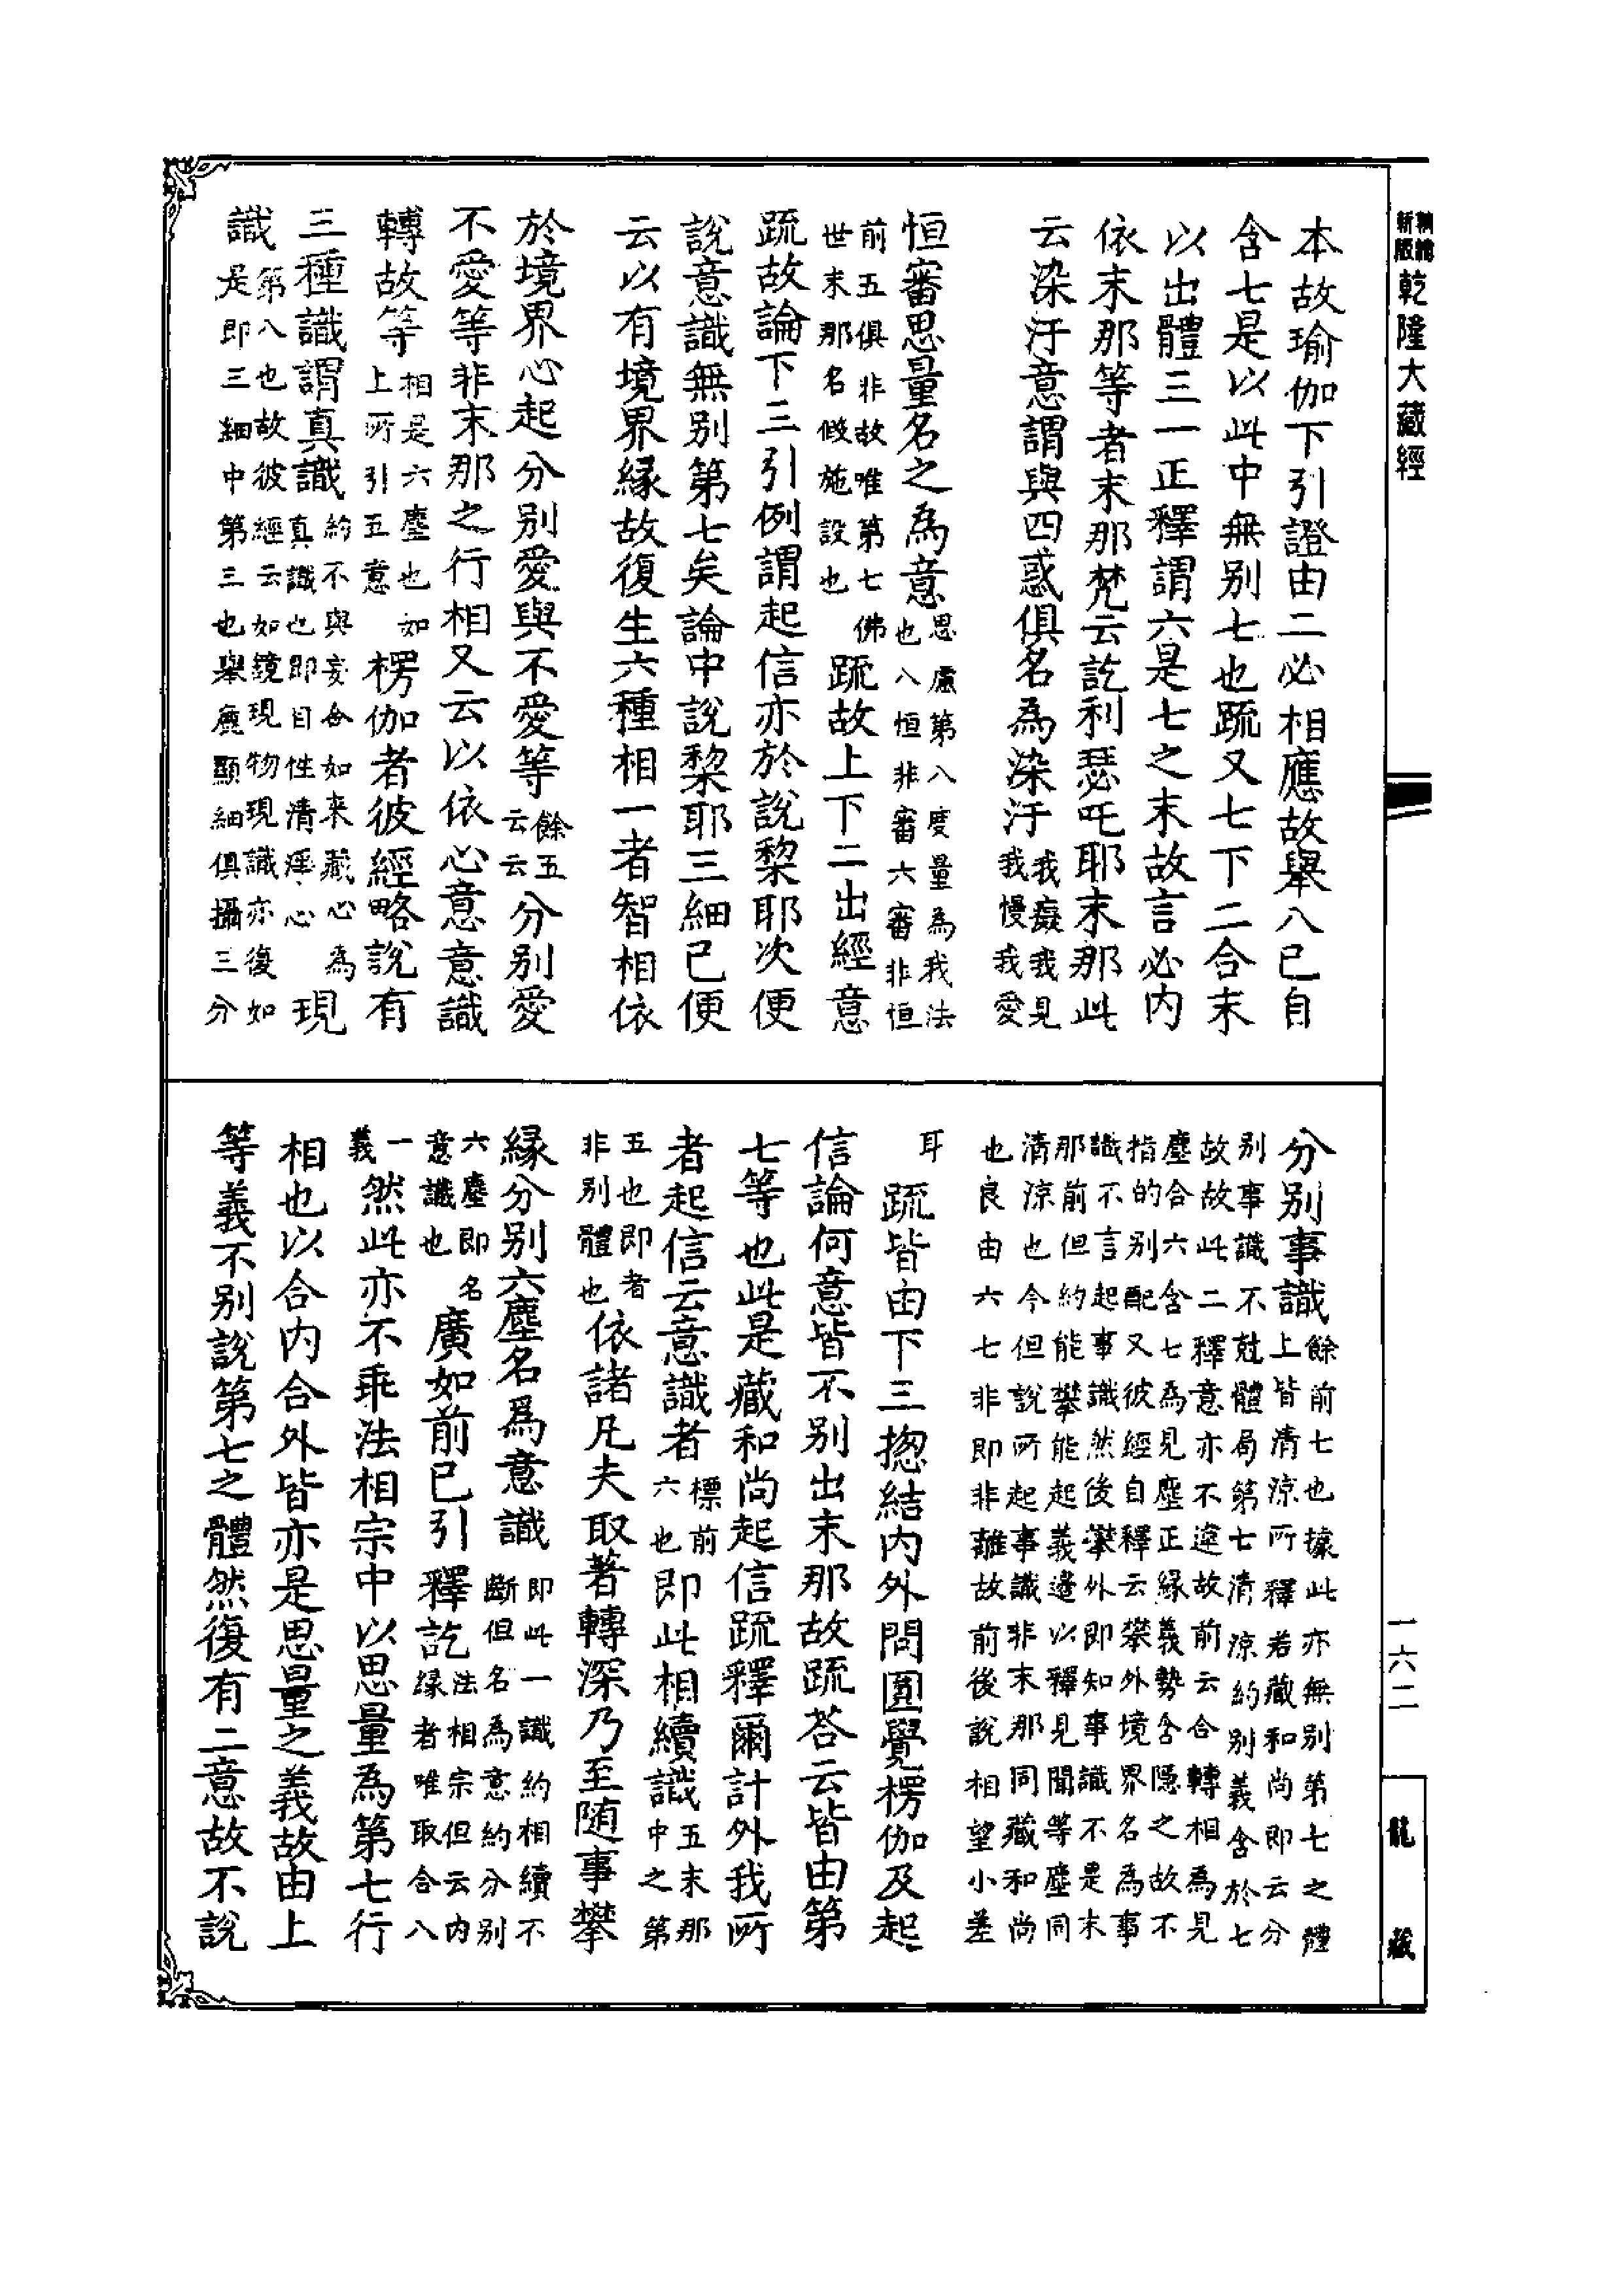 新版精縮乾隆大藏經
本故瑜伽下引證由二必相應故舉八已自
含七是以此中無別七也䟽又七下二合末
以出體三一正釋謂六是七之末故言必內
依末那等者末那梵云訖利瑟吒耶末那此
云染汙意謂與四惑俱名為染汙我癡我見我慢我愛
恒審思量名之為意思慮第八度量為我法也八恒非審六審非恒
前五俱非故唯第七佛世末那名假施設也䟽故上下二出經意
䟽故論下三引例謂起信亦於說黎耶次便
說意識無別第七矣論中說黎耶三細已便
云以有境界緣故復生六種相一者智相依
於境界心起分別愛與不愛等餘五云云分別愛
不愛等非末那之行相又云以依心意意識
轉故等相是六塵也如上所引五意楞伽者彼經略說有
三種識謂真識約不與妄合如來藏心為真識也即自性清淨心現
識第八也故彼經云如鏡現物現識亦復如是即三細中第三也舉麤顯細俱攝三分
分別事識餘前七也據此亦無別第七之體上皆清涼所釋若藏和尚即云分
別事識不尅體局第七清涼約別義含於七故故此二釋意亦不違故前云合轉相為見
塵合六含七為見塵正緣義勢含隱之故不指的別配又彼經自釋云攀外境界名為事
識不言起事識然後攀外即知事識不是末那前但約能攀能起義邊以釋見聞等塵同
清涼也今但說所起事識非末那同藏和尚也良由六七非即非離故前後說相望小差
耳䟽皆由下三揔結內外問圓覺楞伽及起
信論何意皆不別出末那故䟽荅云皆由第
七等也此是藏和尚起信䟽釋爾計外我所
者起信云意識者標前六也即此相續識五末那中之第
五也即者非別體也依諸凡夫取著轉深乃至隨事攀
緣分別六塵名爲意識即此一識約相續不斷但名為意約分別
六塵即名意識也廣如前已引釋訖法相宗但云內緣者唯取合八
一義然此亦不乖法相宗中以思量為第七行
相也以合內合外皆亦是思量之義故由上
等義不別說第七之體然復有二意故不說
一六二
龍藏